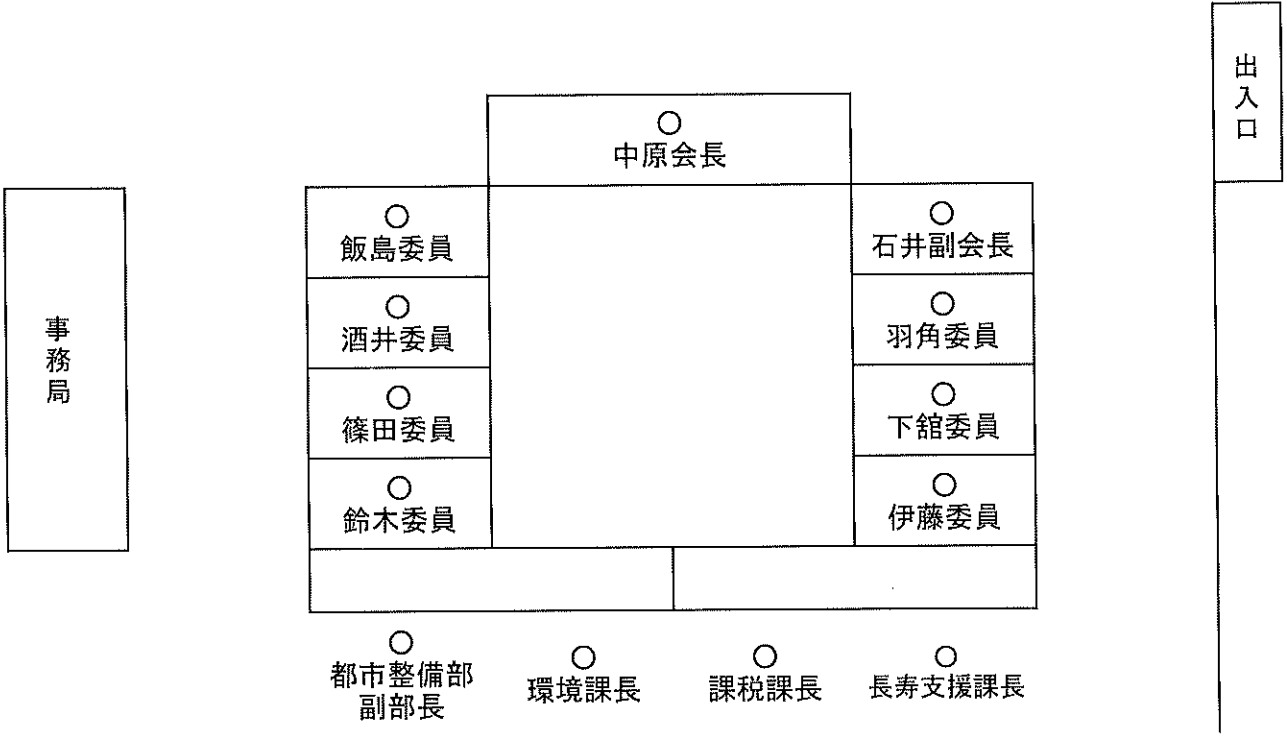 出入口
中原会長
飯島委員
石井副会長
酒井委員
羽角委員
事務局
篠田委員
下舘委員
鈴木委員
伊藤委員
都市整備部
副部長
環境課長
課税課長
長寿支援課長